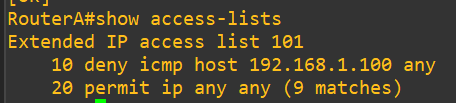 [OK]
RouterA#show access-lists
Extended IP access list 101
    10 deny icmp host 192.168.1.100 any
    20 permit ip any any (9 matches)